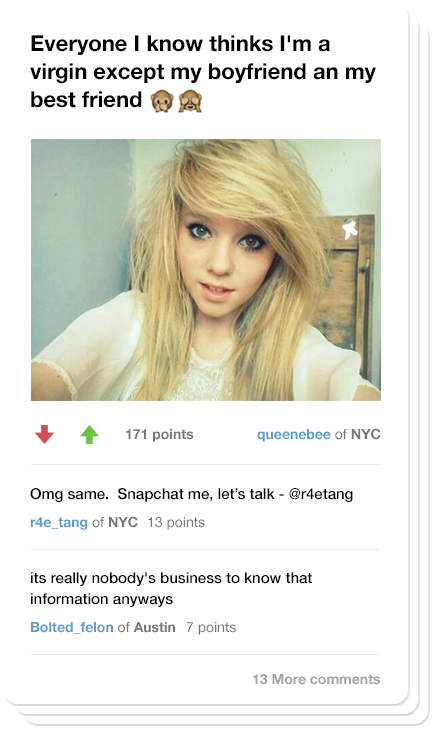 Everyone I know thinks I'm a
virgin except my boyfriend an my
best friend 🙊🙈
171 points
queenebee of NYC
Omg same.  Snapchat me, let's talk - @r4etang
r4e_tang of NYC 13 points
its really nobody's business to know that
information anyways
Bolted_felon of Austin 7 points
13 More comments